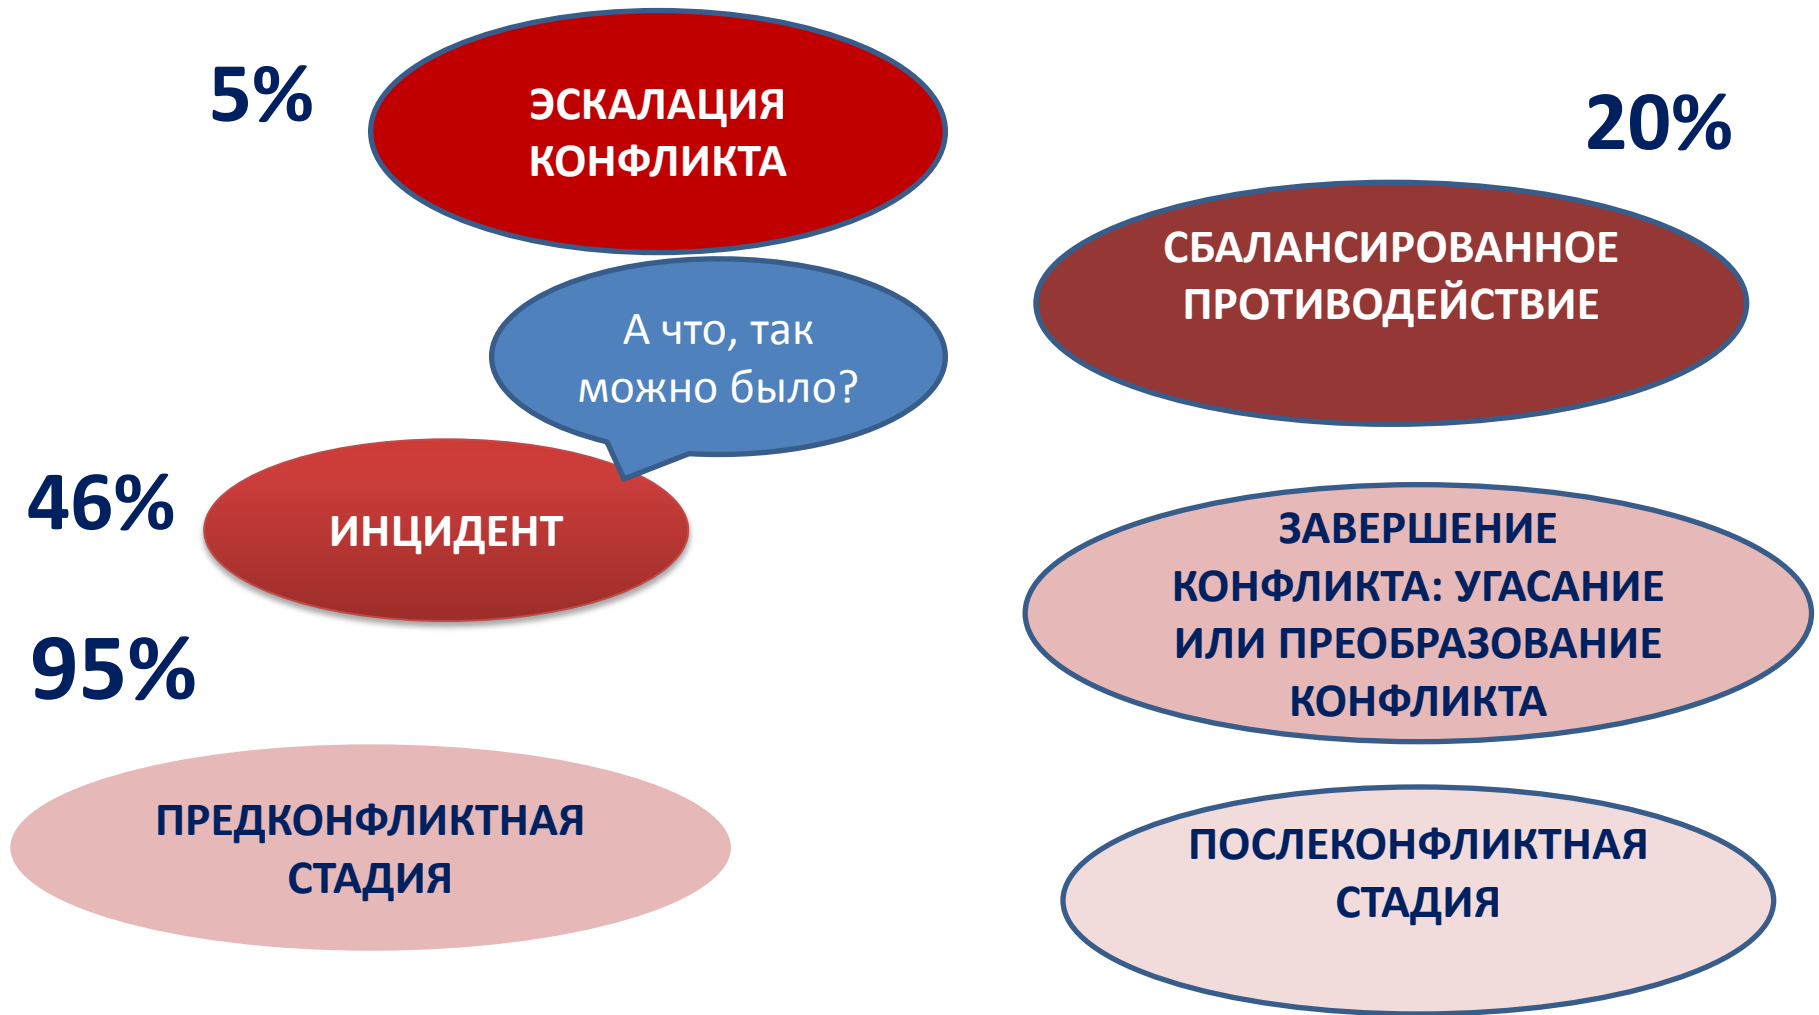 5%
ЭСКАЛАЦИЯ
КОНФЛИКТА
А что, так
можно было?
46%
ИНЦИДЕНТ
95%
ПРЕДКОНФЛИКТНАЯ
СТАДИЯ
20%
СБАЛАНСИРОВАННОЕ
ПРОТИВОДЕЙСТВИЕ
ЗАВЕРШЕНИЕ
КОНФЛИКТА: УГАСАНИЕ
ИЛИ ПРЕОБРАЗОВАНИЕ
КОНФЛИКТА
ПОСЛЕКОНФЛИКТНАЯ
СТАДИЯ